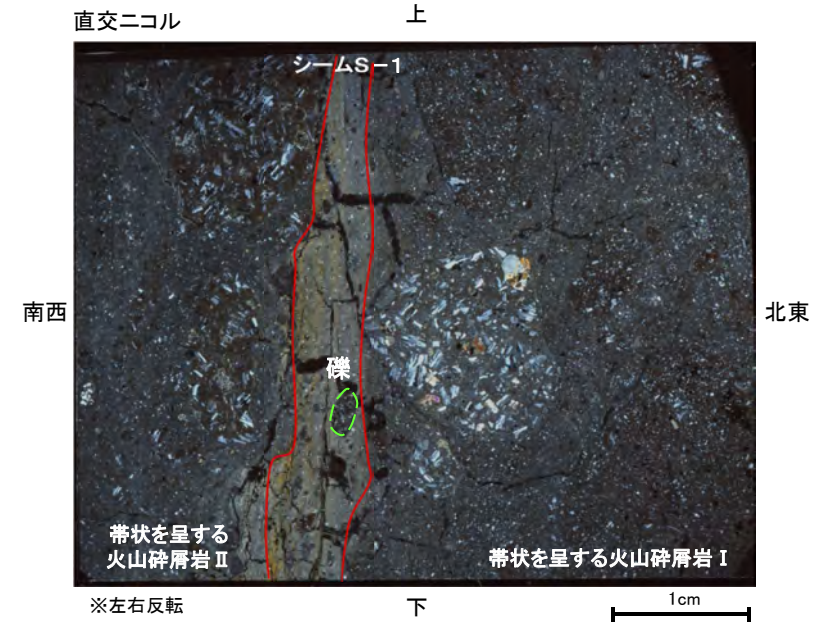 直交ニコル
上
シームS-1
南西
北東
礫
帯状を呈する
火山砕屑岩Ⅱ
帯状を呈する火山砕屑岩Ⅰ
※左右反転
下
1cm